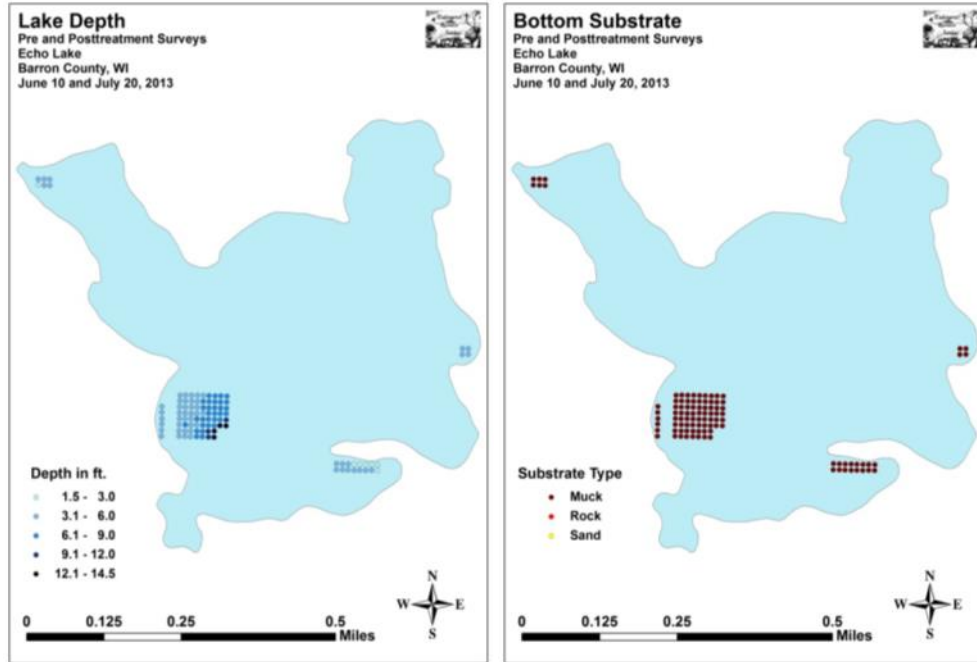 Lake Depth
Pre and Posttreatment Surveys
Echo Lake
Barron County, WI
June 10 and July 20, 2013
Depth in ft.
1.5 - 3.0
3.1 - 6.0
6.1 - 9.0
9.1 - 12.0
12.1 - 14.5
N
W E
S
0 0.125 0.25 0.5
Miles
Bottom Substrate
Pre and Posttreatment Surveys
Echo Lake
Barron County, WI
June 10 and July 20, 2013
Substrate Type
Muck
Rock
Sand
N
W E
S
0 0.125 0.25 0.5
Miles